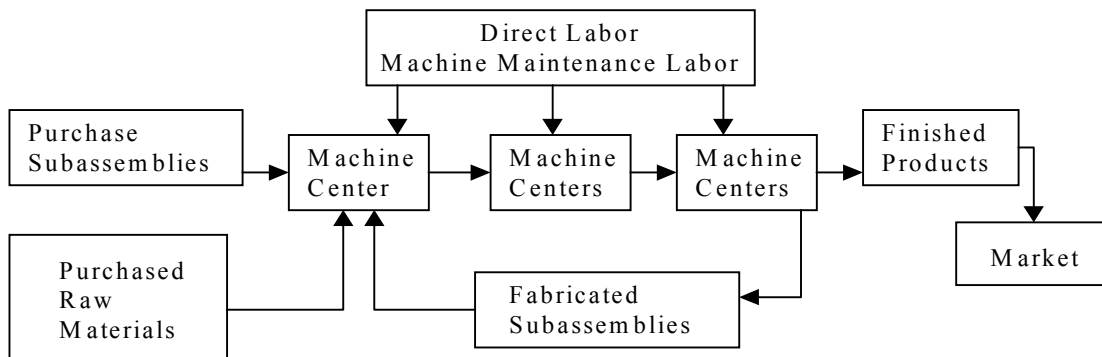 Direct Labor
Machine Maintenance Labor
Purchase
Subassemblies
Machine
Center
Machine
Centers
Machine
Centers
Finished
Products
Purchased
Raw
Materials
Fabricated
Subassemblies
Market